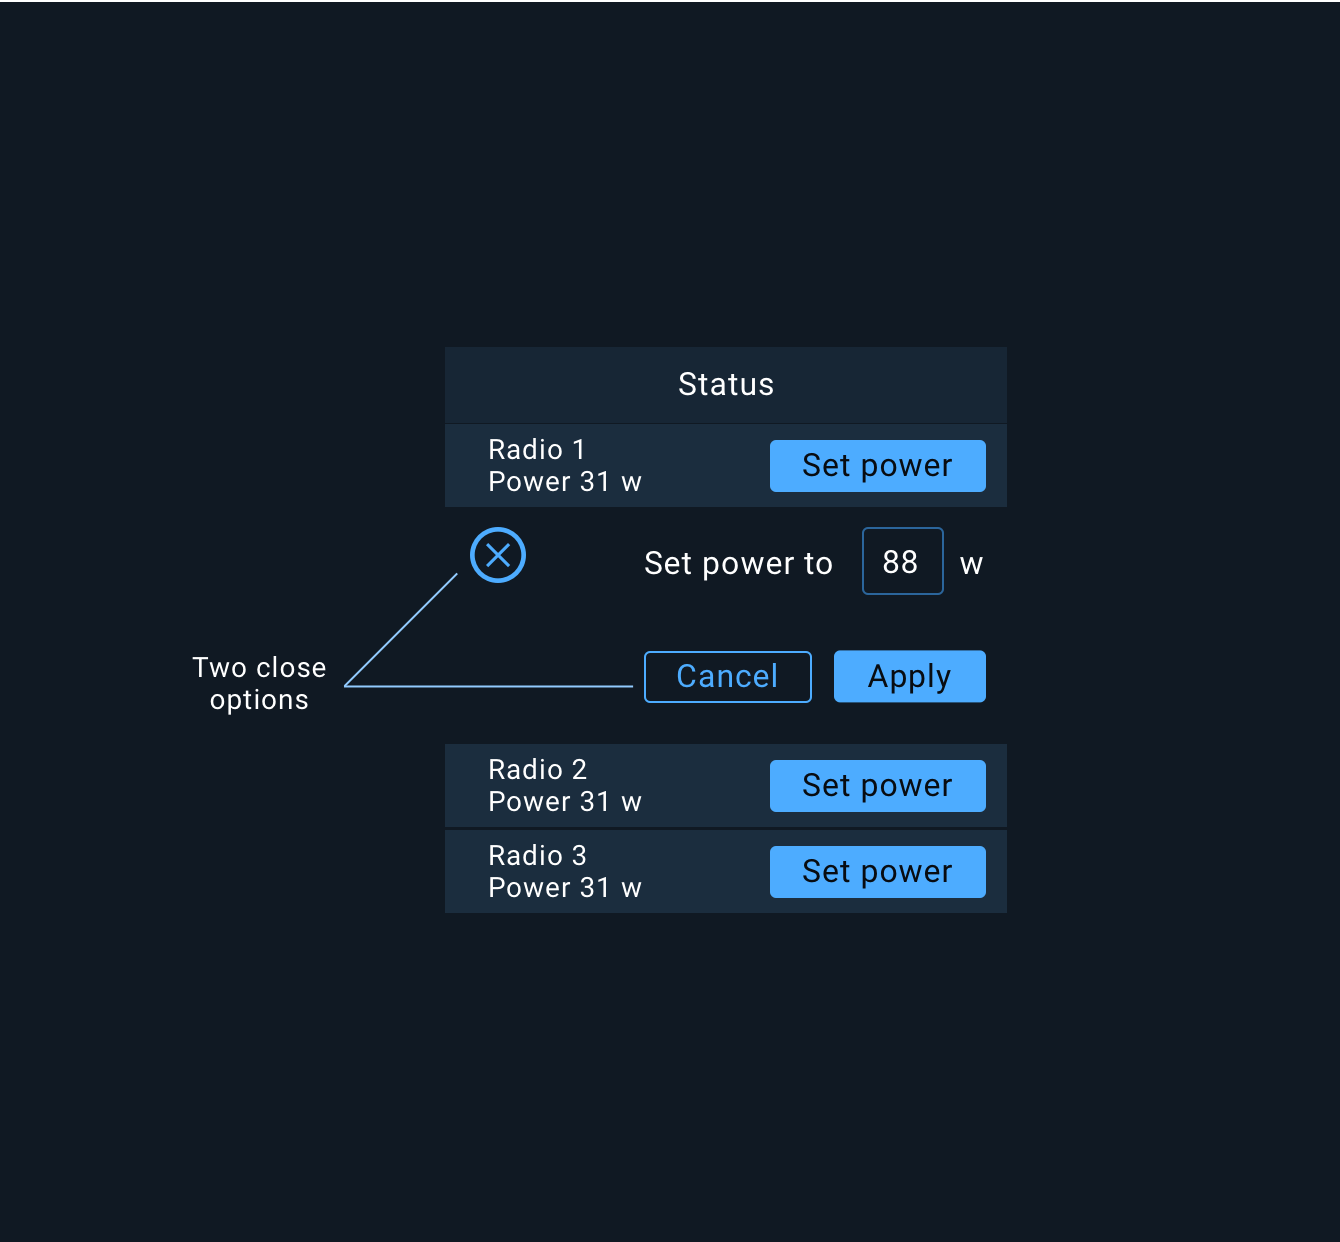 Status
Radio 1
Power 31 w
Set power
Set power to 88 w
Two close
options
Cancel
Apply
Radio 2
Power 31 w
Set power
Radio 3
Power 31 w
Set power